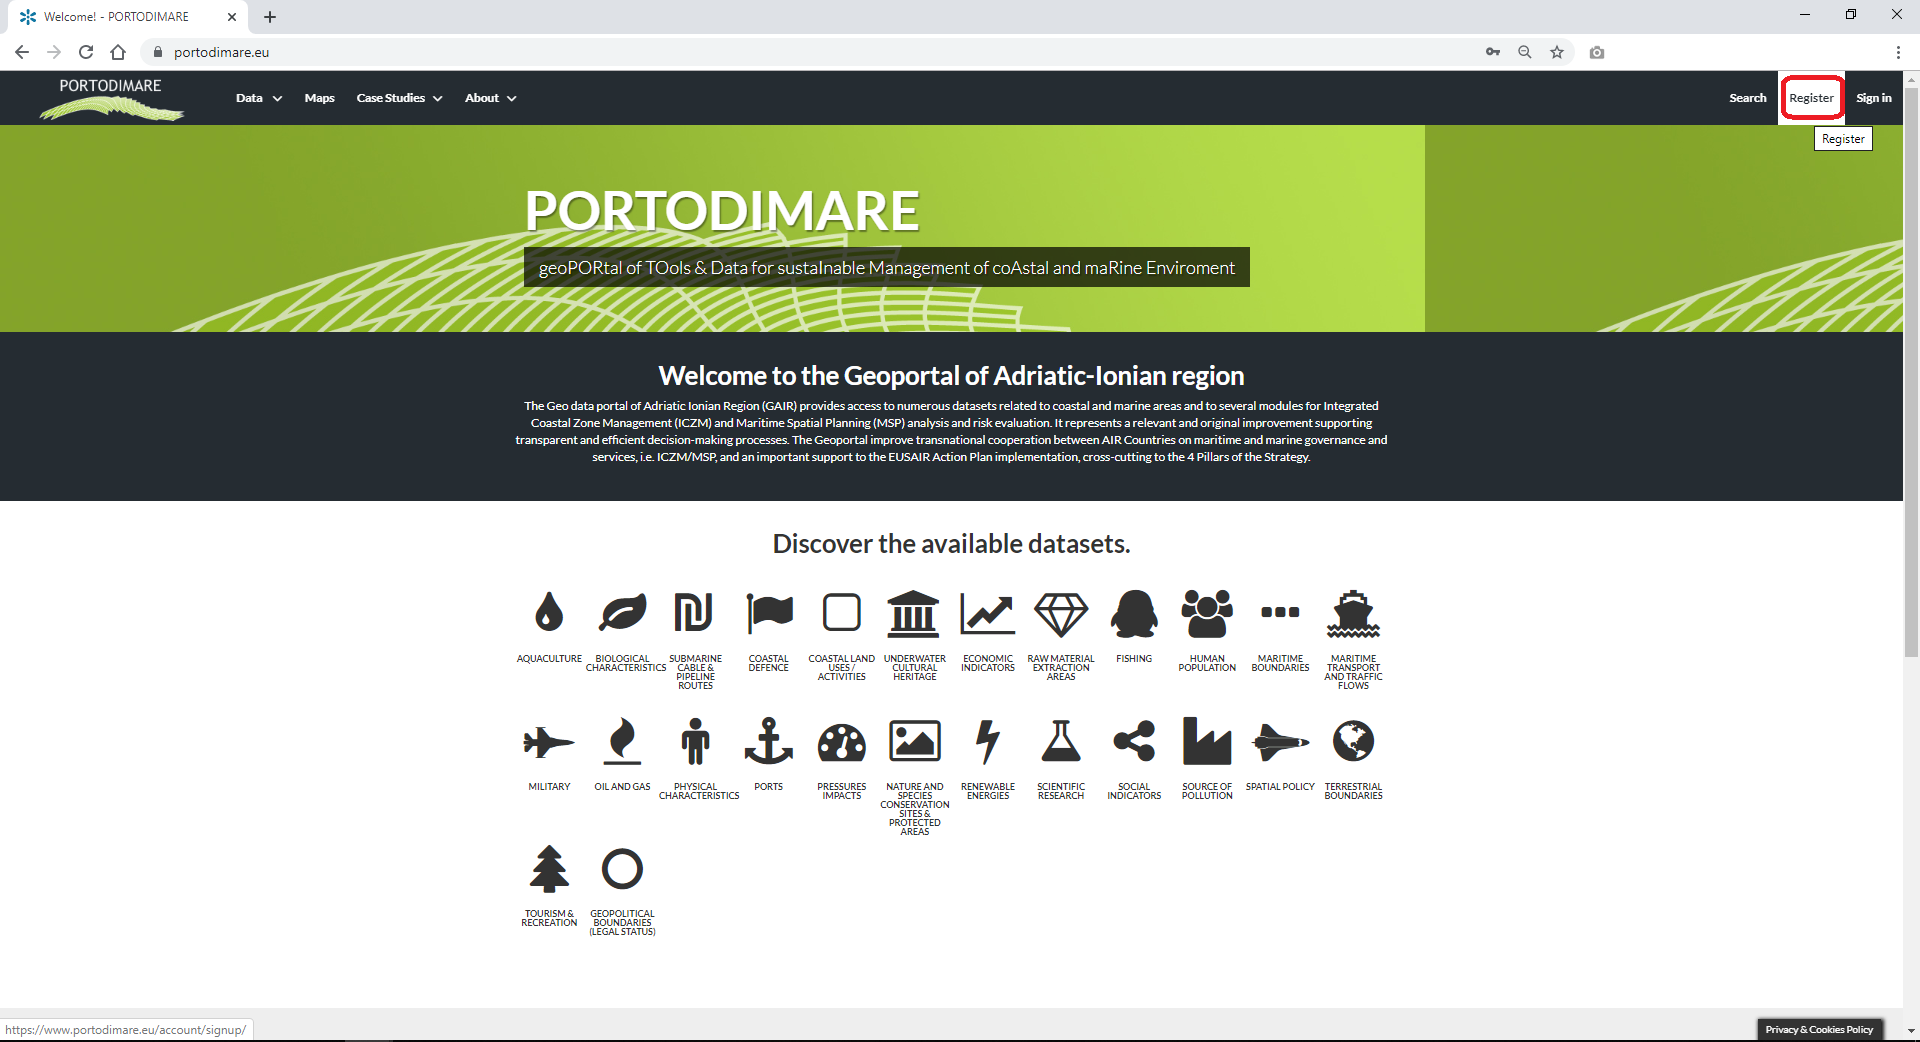 Welcome! - PORTODIMARE
portodimare.eu
PORTODIMARE
Data
Maps
Case Studies
About
Search
Register
Sign in
Register
PORTODIMARE
geoPORtal of TOols & Data for sustaInable Management of coAstal and maRine Enviroment
Welcome to the Geoportal of Adriatic-Ionian region
The Geo data portal of Adriatic Ionian Region (GAIR) provides access to numerous datasets related to coastal and marine areas and to several modules for Integrated
Coastal Zone Management (ICZM) and Maritime Spatial Planning (MSP) analysis and risk evaluation. It represents a relevant and original improvement supporting
transparent and efficient decision-making processes. The Geoportal improve transnational cooperation between AIR Countries on maritime and marine governance and
services, i.e. ICZM/MSP, and an important support to the EUSAIR Action Plan implementation, cross-cutting to the 4 Pillars of the Strategy.
Discover the available datasets.
AQUACULTURE
BIOLOGICAL
CHARACTERISTICS
SUBMARINE
CABLE &
PIPELINE
ROUTES
COASTAL
DEFENCE
COASTAL LAND
USES /
ACTIVITIES
UNDERWATER
CULTURAL
HERITAGE
ECONOMIC
INDICATORS
RAW MATERIAL
EXTRACTION
AREAS
FISHING
HUMAN
POPULATION
MARITIME
BOUNDARIES
MARITIME
TRANSPORT
AND TRAFFIC
FLOWS
MILITARY
OIL AND GAS
PHYSICAL
CHARACTERISTICS
PORTS
PRESSURES
IMPACTS
NATURE AND
SPECIES
CONSERVATION
SITES &
PROTECTED
AREAS
RENEWABLE
ENERGIES
SCIENTIFIC
RESEARCH
SOCIAL
INDICATORS
SOURCE OF
POLLUTION
SPATIAL POLICY
TERRESTRIAL
BOUNDARIES
TOURISM &
RECREATION
GEOPOLITICAL
BOUNDARIES
(LEGAL STATUS)
https://www.portodimare.eu/account/signup/
Privacy & Cookies Policy